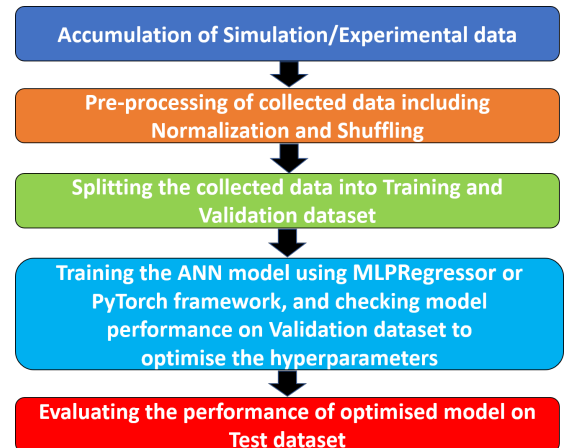 Accumulation of Simulation/Experimental data
Pre-processing of collected data including
Normalization and Shuffling
Splitting the collected data into Training and
Validation dataset
Training the ANN model using MLPRegressor or
PyTorch framework, and checking model
performance on Validation dataset to
optimise the hyperparameters
Evaluating the performance of optimised model on
Test dataset